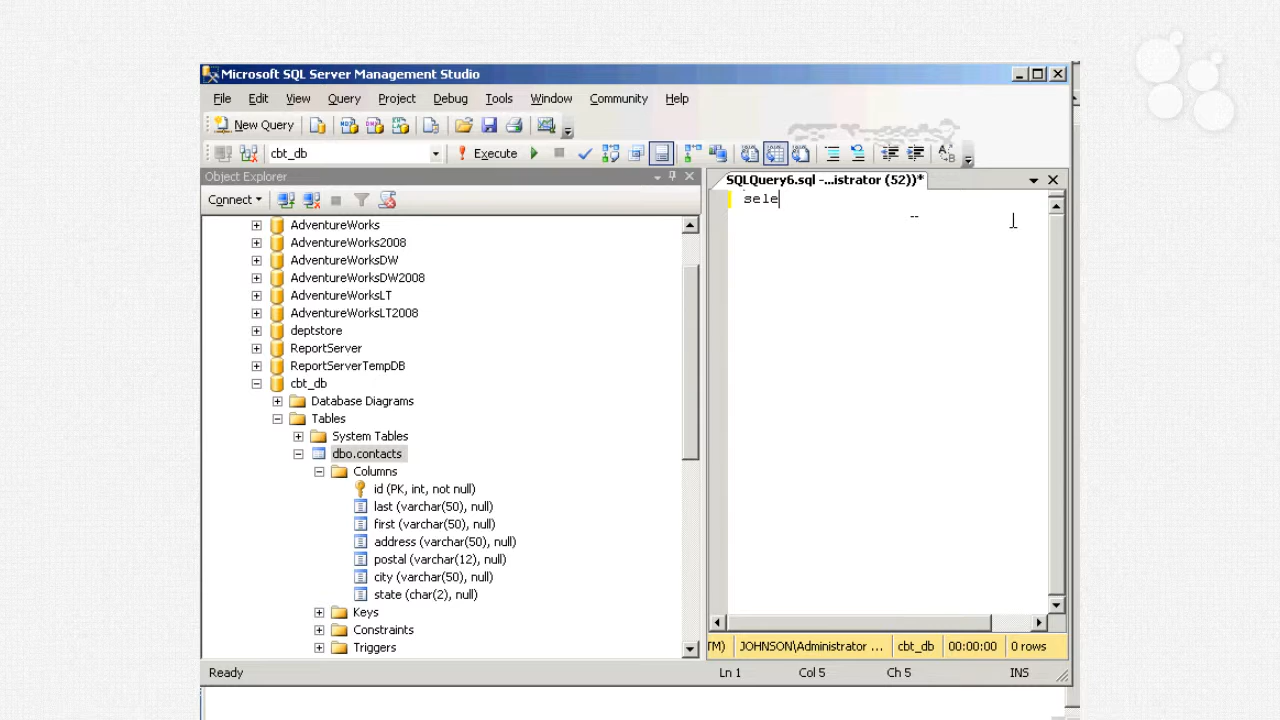 Microsoft SQL Server Management Studio
File Edit View Query Project Debug Tools Window Community Help
New Query
cbt_db Execute
Object Explorer
SQLQuery6.sql -...istrator (52))*
Connect
sele
AdventureWorks
AdventureWorks2008
AdventureWorksDW
AdventureWorksDW2008
AdventureWorksLT
AdventureWorksLT2008
deptstore
ReportServer
ReportServerTempDB
cbt_db
Database Diagrams
Tables
System Tables
dbo.contacts
Columns
id (PK, int, not null)
last (varchar(50), null)
first (varchar(50), null)
address (varchar(50), null)
postal (varchar(12), null)
city (varchar(50), null)
state (char(2), null)
Keys
Constraints
Triggers
TM) JOHNSON\Administrator ... cbt_db 00:00:00 0 rows
Ready Ln 1 Col 5 Ch 5 INS